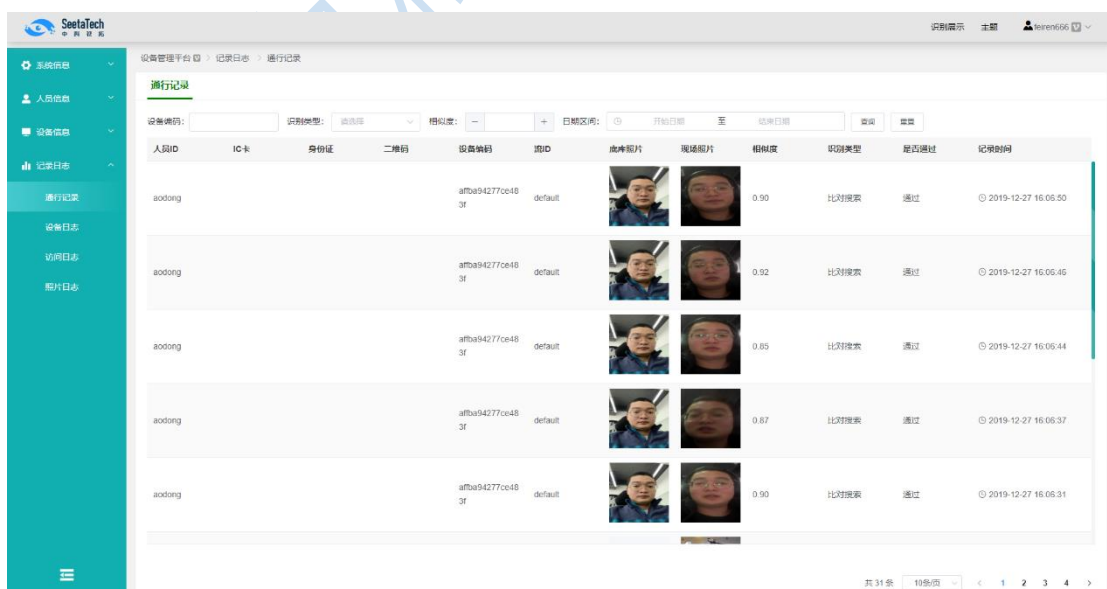 SeetaTech
中科视拓
识别展示 主题 feiren666
设备管理平台 > 记录日志 > 通行记录
系统信息
人员信息
设备信息
记录日志
通行记录
设备日志
访问日志
照片日志
通行记录
设备编码: 识别类型: 请选择 相似度: − + 日期区间: 开始日期 至 结束日期 查询 重置
人员ID IC卡 身份证 二维码 设备编码 流ID 底库照片 现场照片 相似度 识别类型 是否通过 记录时间
aodong affba94277ce48 default 0.90 比对搜索 通过 2019-12-27 16:06:50
3f
aodong affba94277ce48 default 0.92 比对搜索 通过 2019-12-27 16:06:46
3f
aodong affba94277ce48 default 0.85 比对搜索 通过 2019-12-27 16:06:44
3f
aodong affba94277ce48 default 0.87 比对搜索 通过 2019-12-27 16:06:37
3f
aodong affba94277ce48 default 0.90 比对搜索 通过 2019-12-27 16:06:31
3f
共 31 条 10条/页 < 1 2 3 4 >